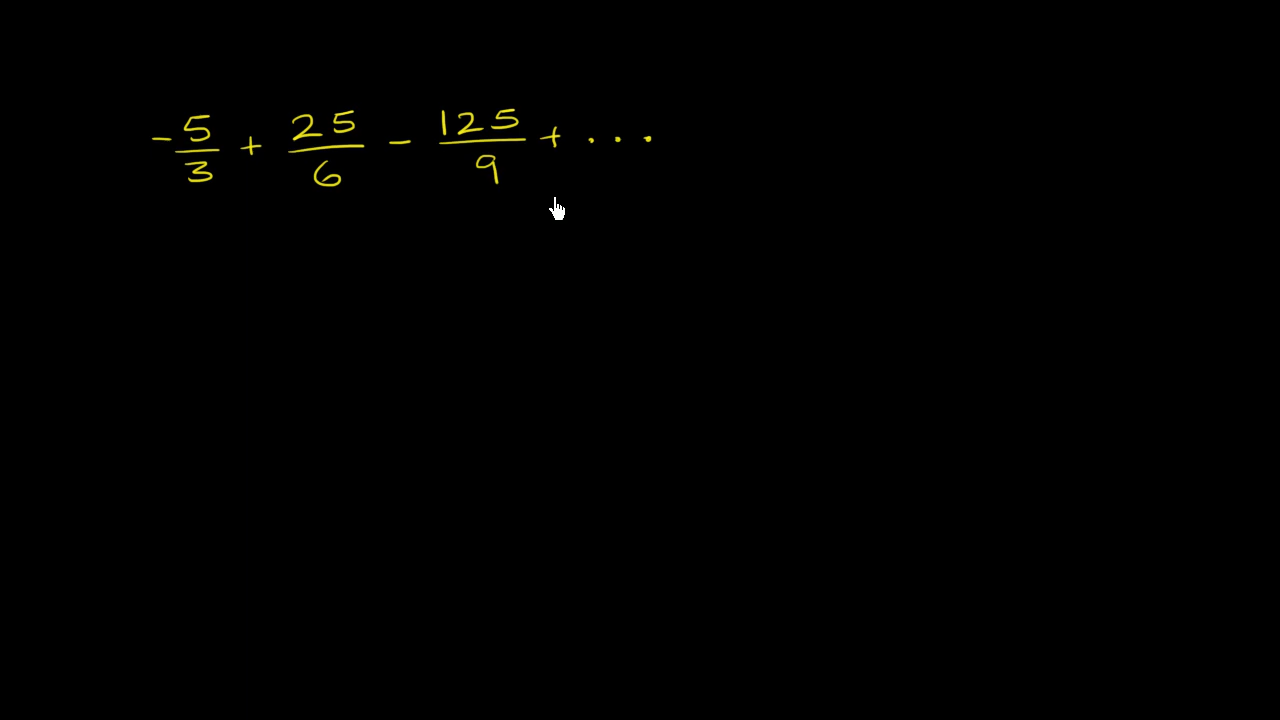 -5/3 + 25/6 - 125/9 + ...